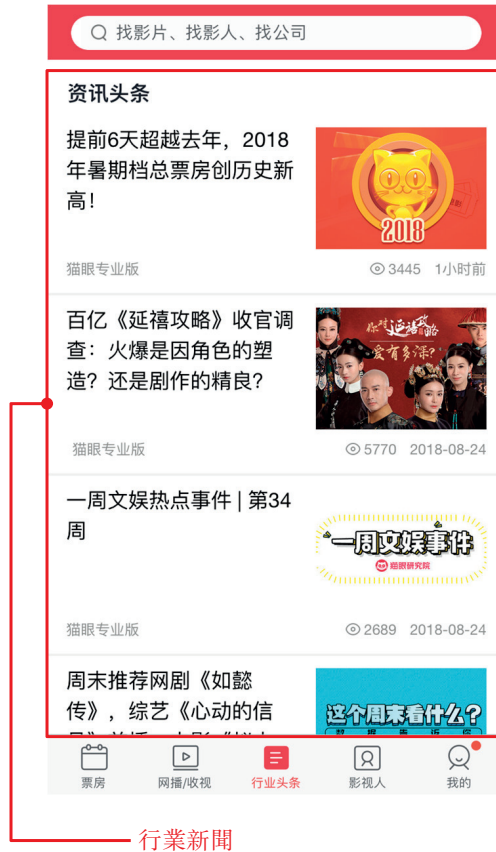 找影片、找影人、找公司
资讯头条
提前6天超越去年，2018
年暑期档总票房创历史新
高！
2018
猫眼专业版
3445 1小时前
百亿《延禧攻略》收官调
查：火爆是因角色的塑
造？还是剧作的精良？
你对延禧攻略
爱有多深？
猫眼专业版
5770 2018-08-24
一周文娱热点事件 | 第34
周
一周文娱事件
猫眼研究院
猫眼专业版
2689 2018-08-24
周末推荐网剧《如懿
传》，综艺《心动的信
这个周末看什么？
票房
网播/收视
行业头条
影视人
我的
行業新聞